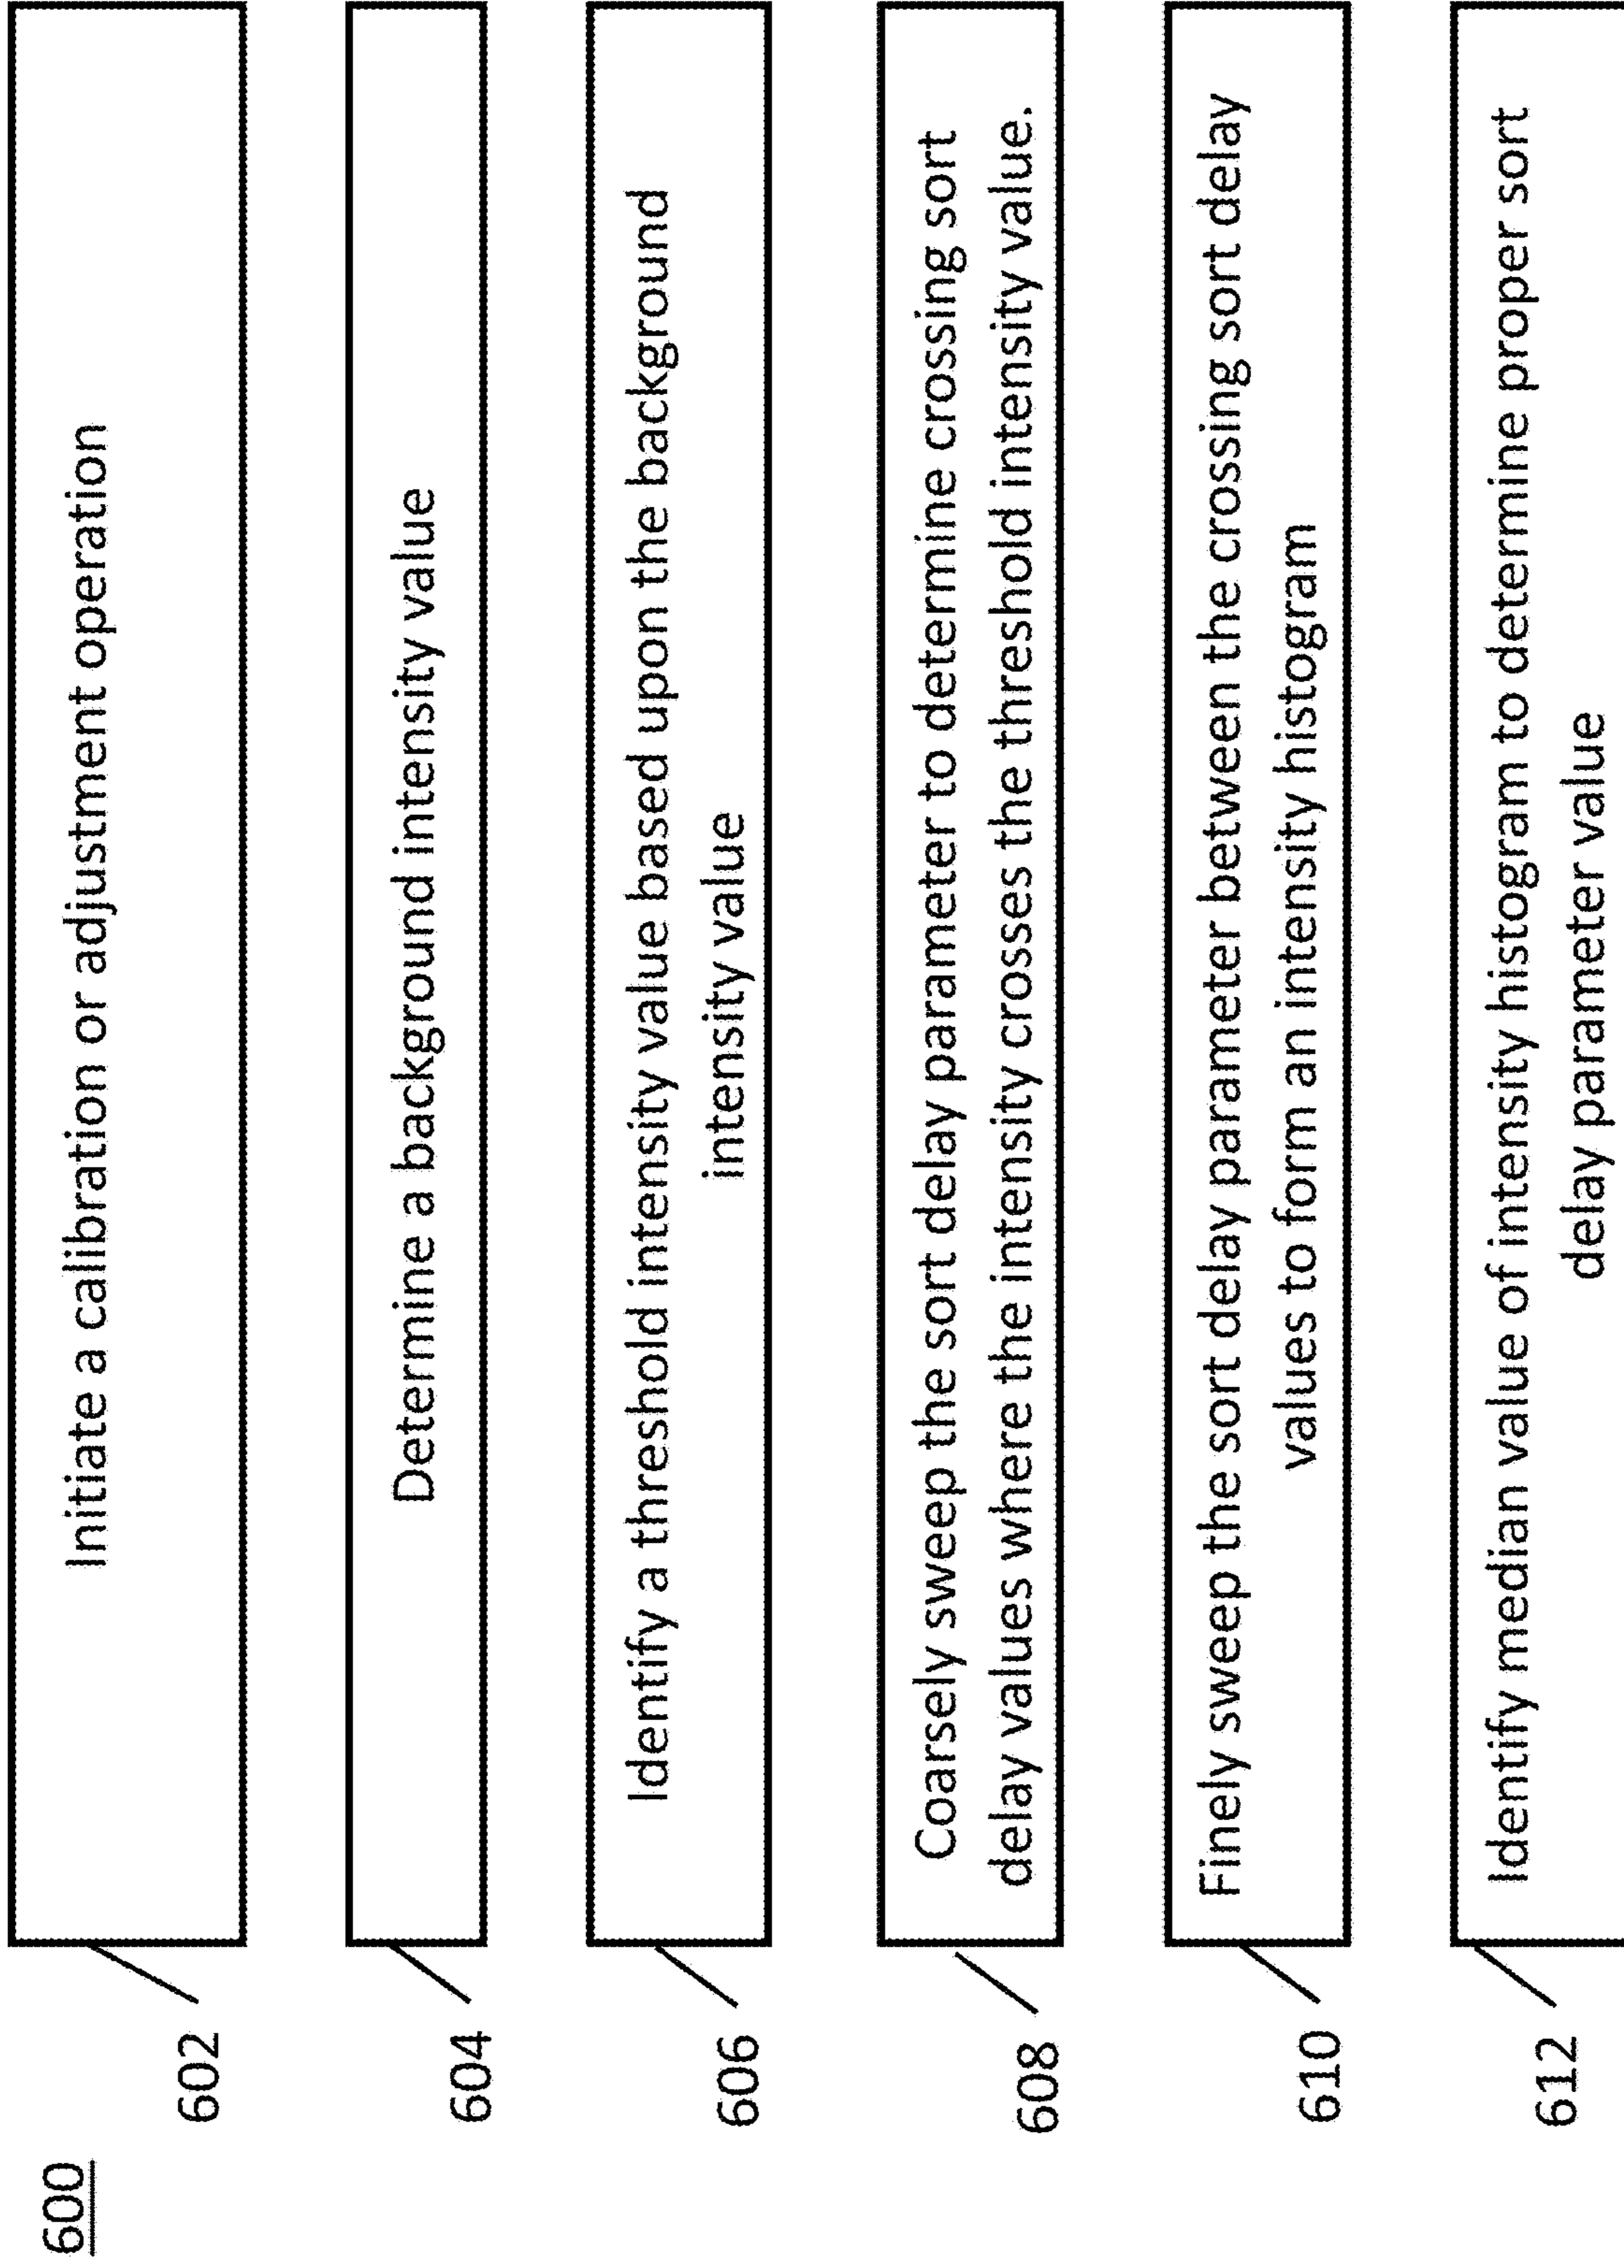 600
602
Initiate a calibration or adjustment operation
604
Determine a background intensity value
606
Identify a threshold intensity value based upon the background
intensity value
608
Coarsely sweep the sort delay parameter to determine crossing sort
delay values where the intensity crosses the threshold intensity value.
610
Finely sweep the sort delay parameter between the crossing sort delay
values to form an intensity histogram
612
Identify median value of intensity histogram to determine proper sort
delay parameter value